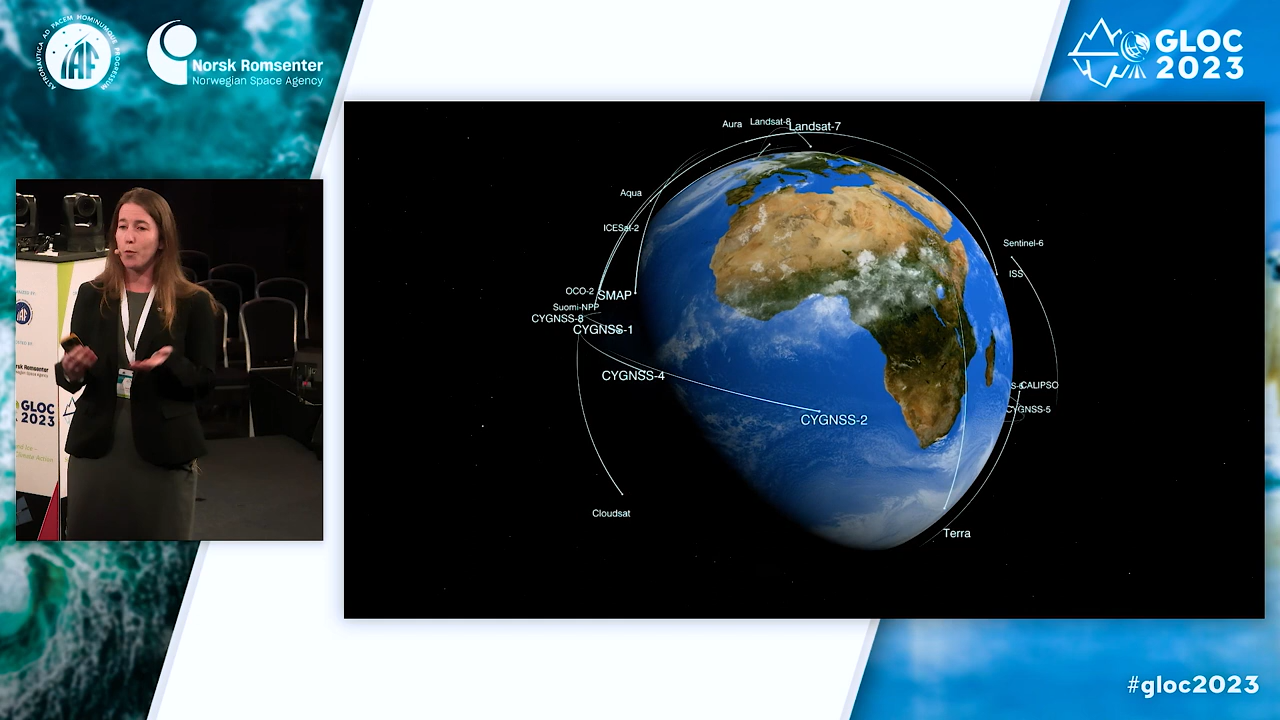 ASTRONAUTICA AD PACEM HOMINUMQUE PROGRESSUM
IAF
Norsk Romsenter
Norwegian Space Agency
GLOC
2023
Aura
Landsat-8
Landsat-7
Aqua
ICESat-2
Sentinel-6
ISS
OCO-2
SMAP
Suomi-NPP
CYGNSS-8
CYGNSS-1
CYGNSS-4
CALIPSO
CYGNSS-5
CYGNSS-2
Cloudsat
Terra
GLOC
2023
#gloc2023